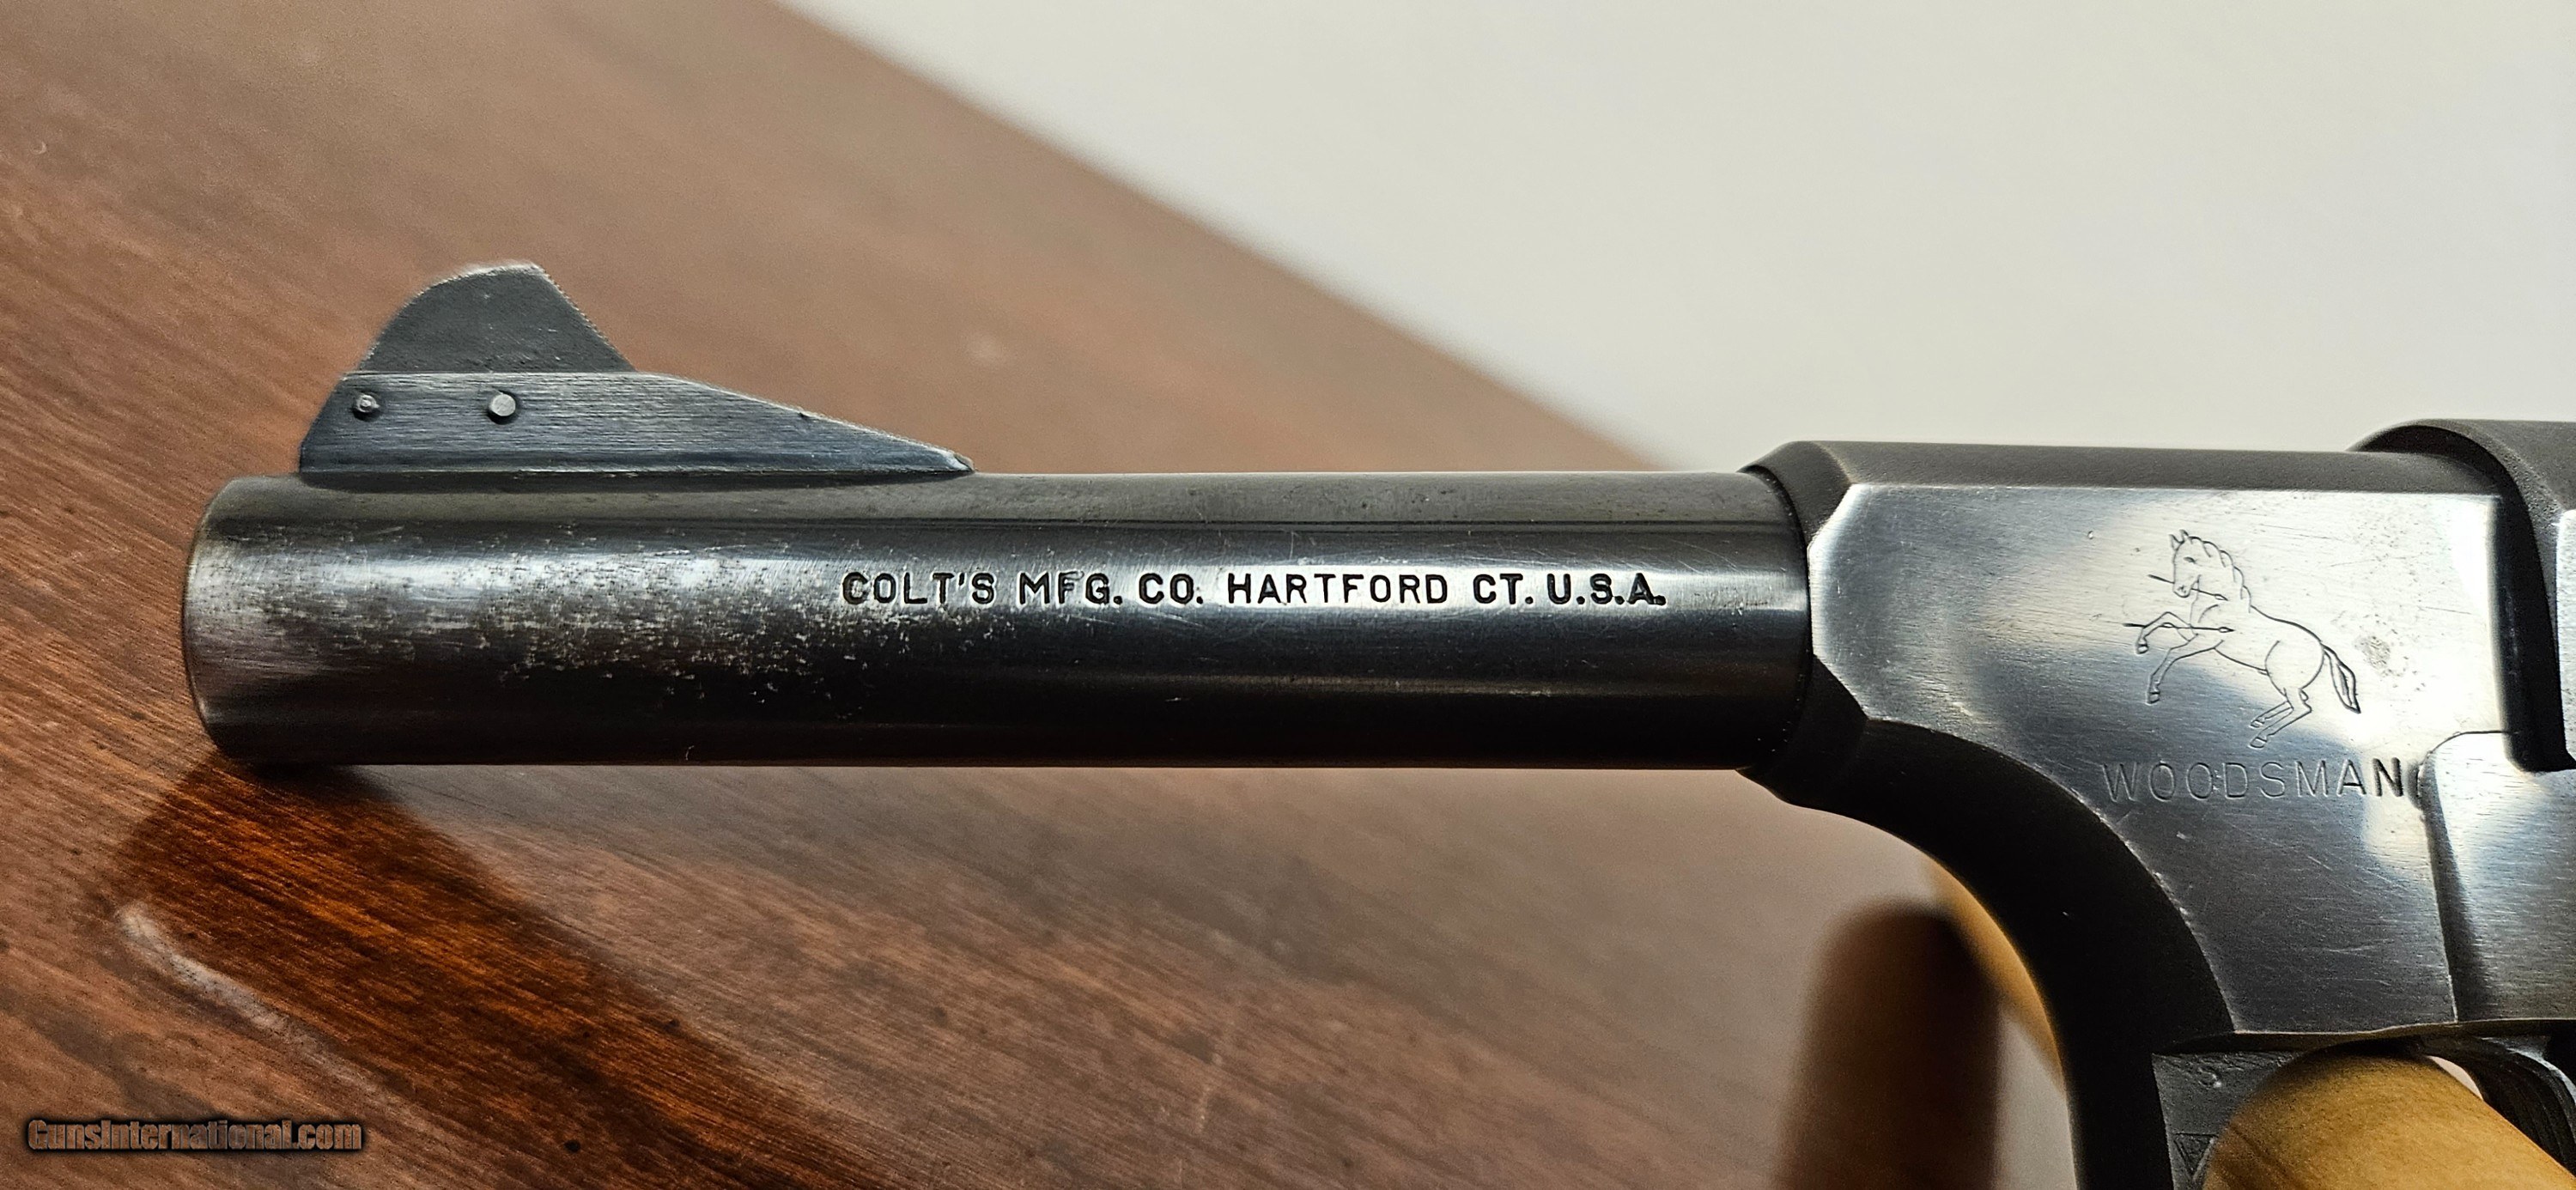 COLT'S MFG. CO. HARTFORD CT. U.S.A.
WOODSMAN
GunsInternational.com